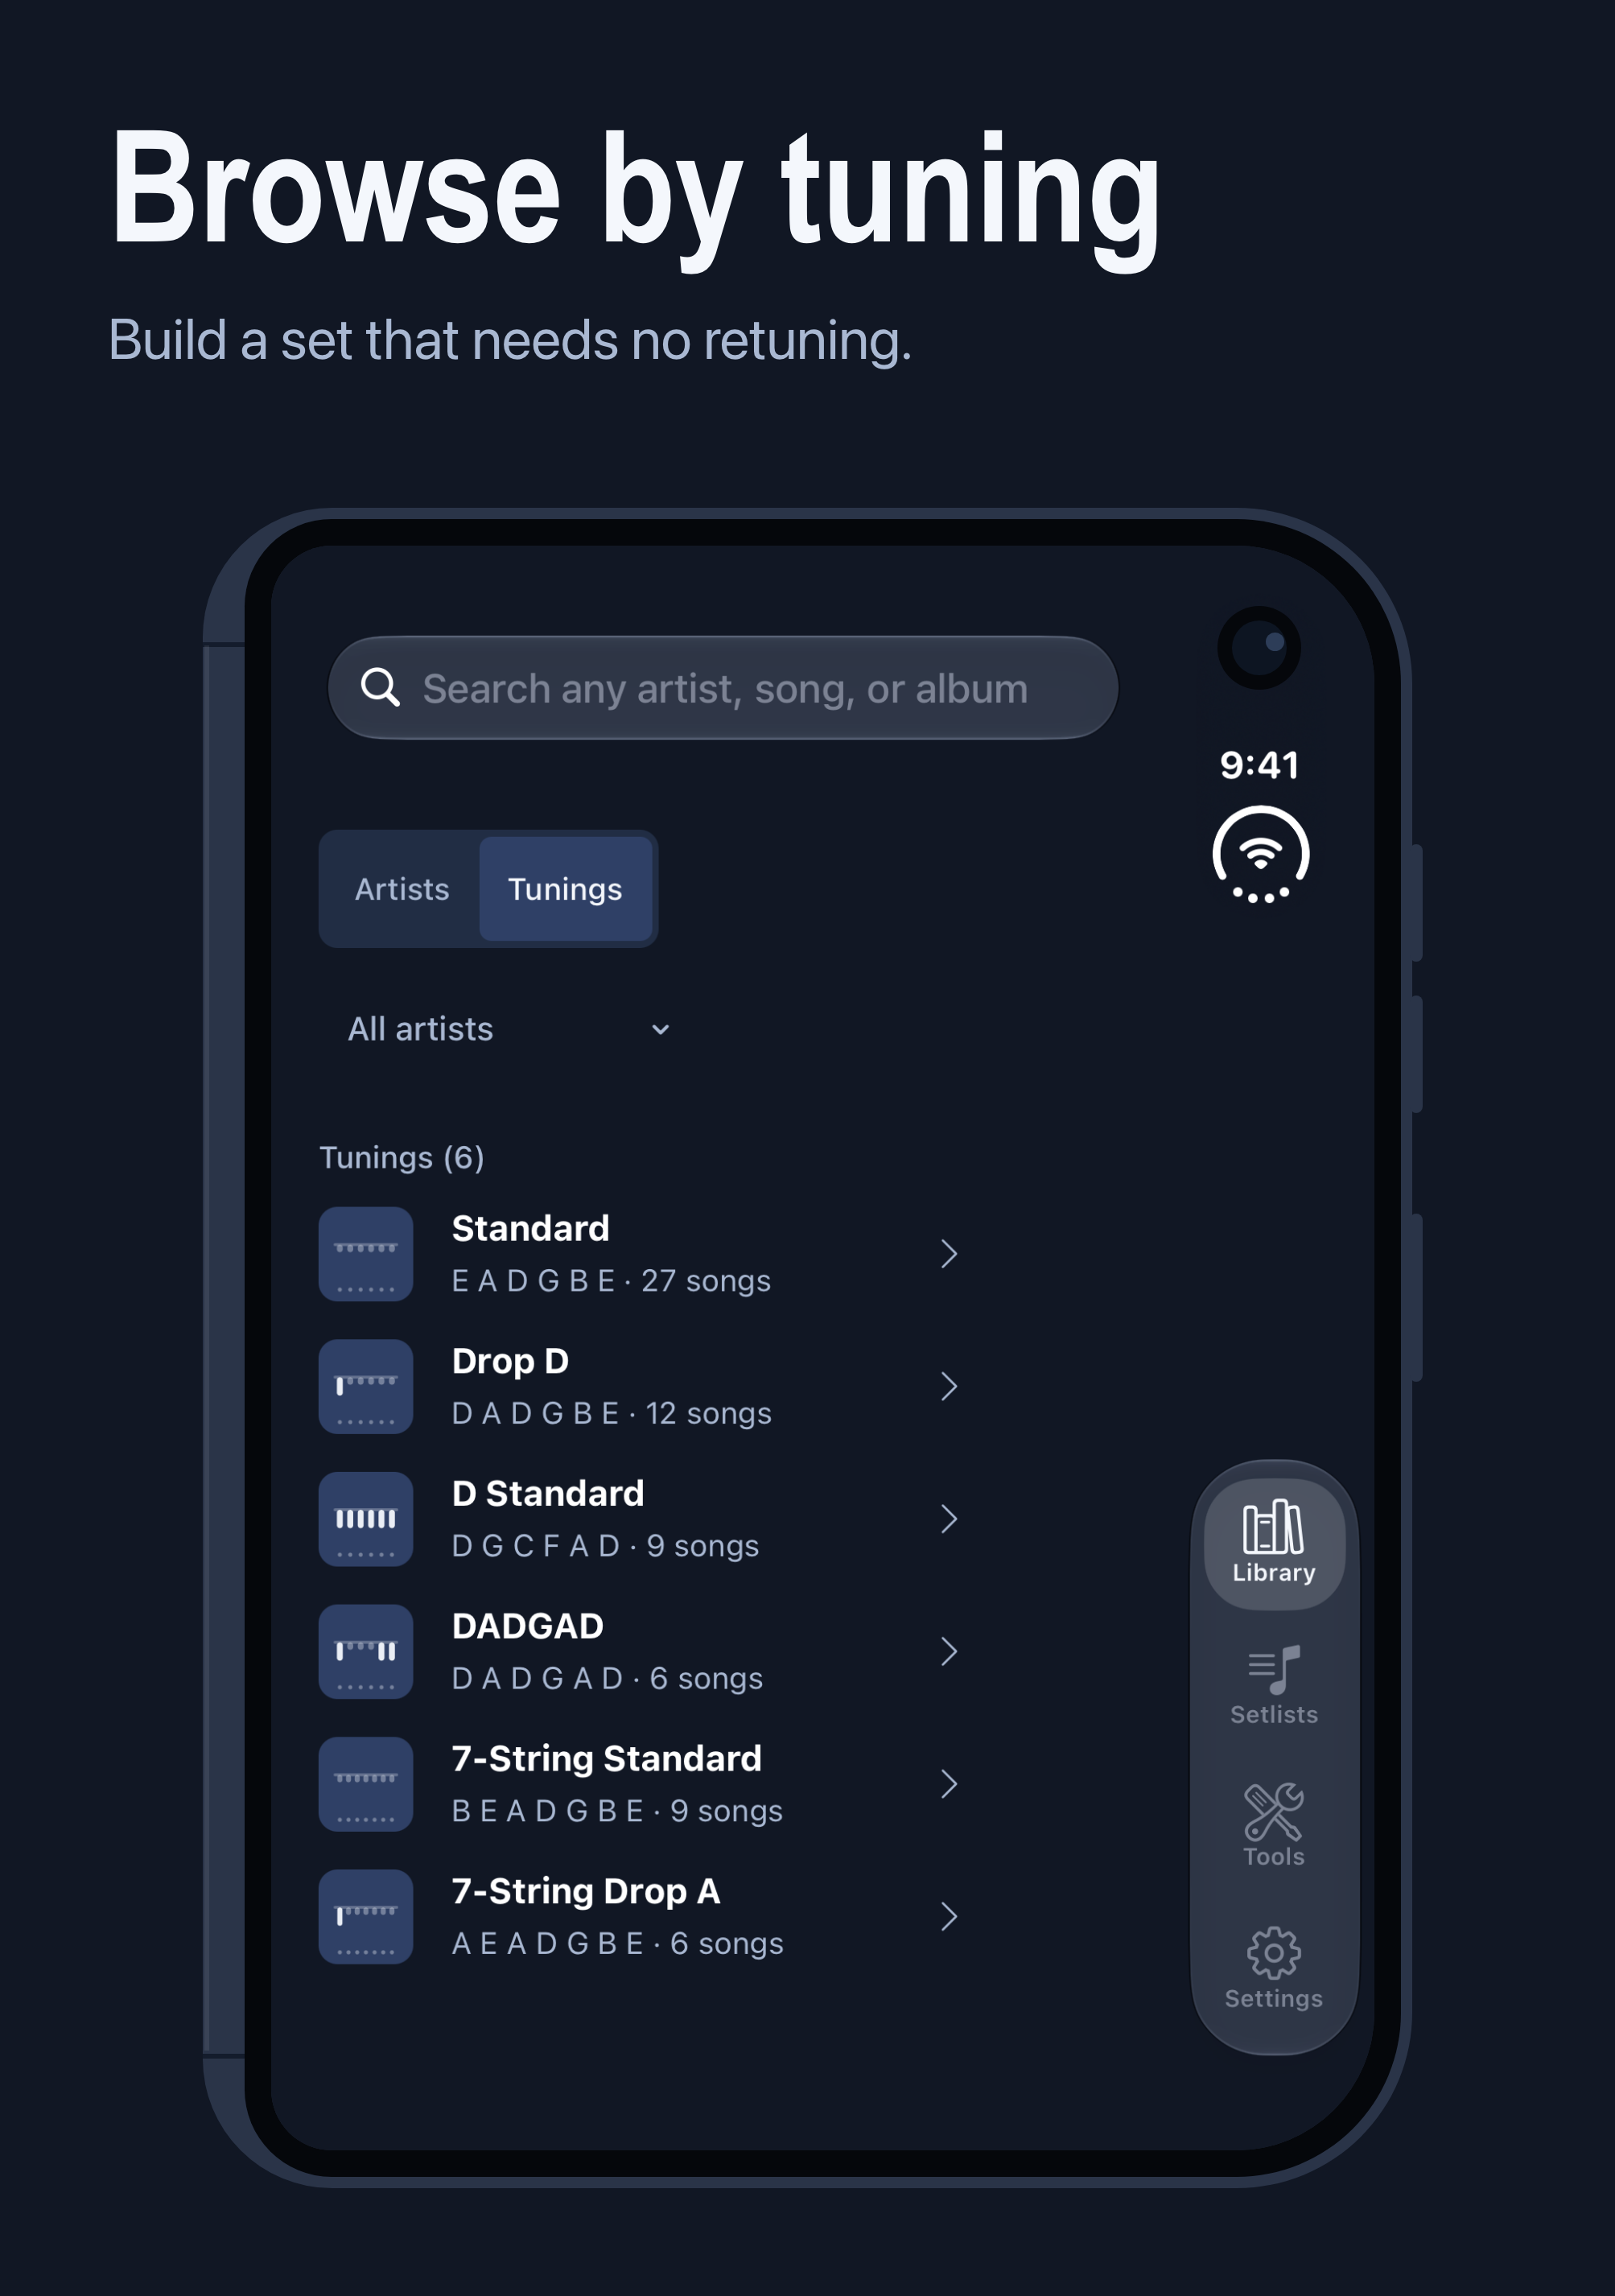 Browse by tuning
Build a set that needs no retuning.
Search any artist, song, or album
9:41
Artists
Tunings
All artists
Tunings (6)
Standard
E A D G B E · 27 songs
Drop D
D A D G B E · 12 songs
D Standard
D G C F A D · 9 songs
DADGAD
D A D G A D · 6 songs
7-String Standard
B E A D G B E · 9 songs
7-String Drop A
A E A D G B E · 6 songs
Library
Setlists
Tools
Settings